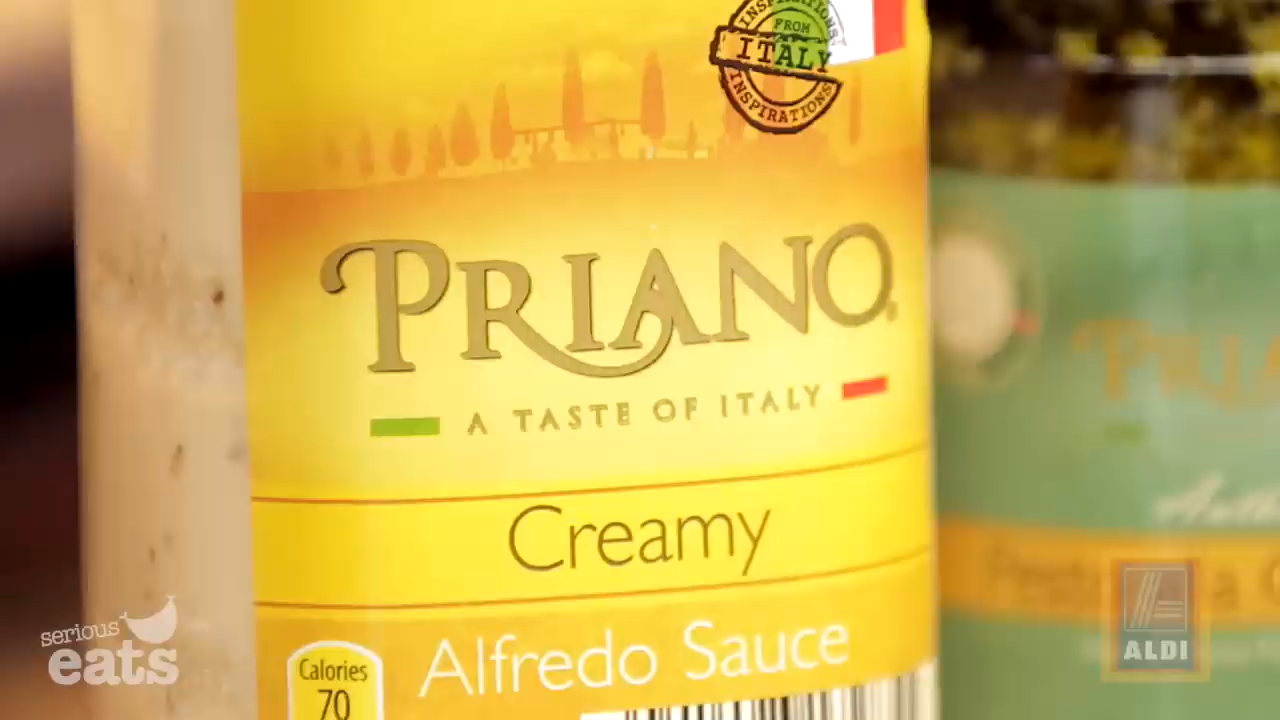 INSPIRATIONS
FROM
ITALY
INSPIRATIONS
PRIANO
A TASTE OF ITALY
Creamy
Alfredo Sauce
Calories
70
serious
eats
ALDI